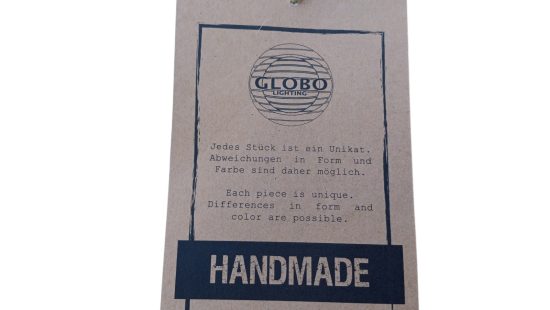 GLOBO
LIGHTING
Jedes Stück ist ein Unikat.
Abweichungen in Form und
Farbe sind daher möglich.
Each piece is unique.
Differences in form and
color are possible.
HANDMADE